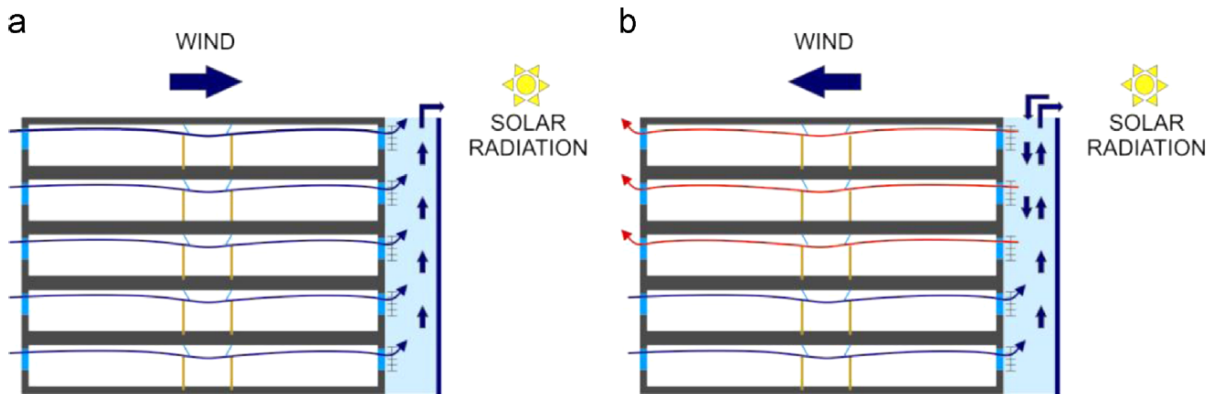 a
WIND
SOLAR
RADIATION
b
WIND
SOLAR
RADIATION